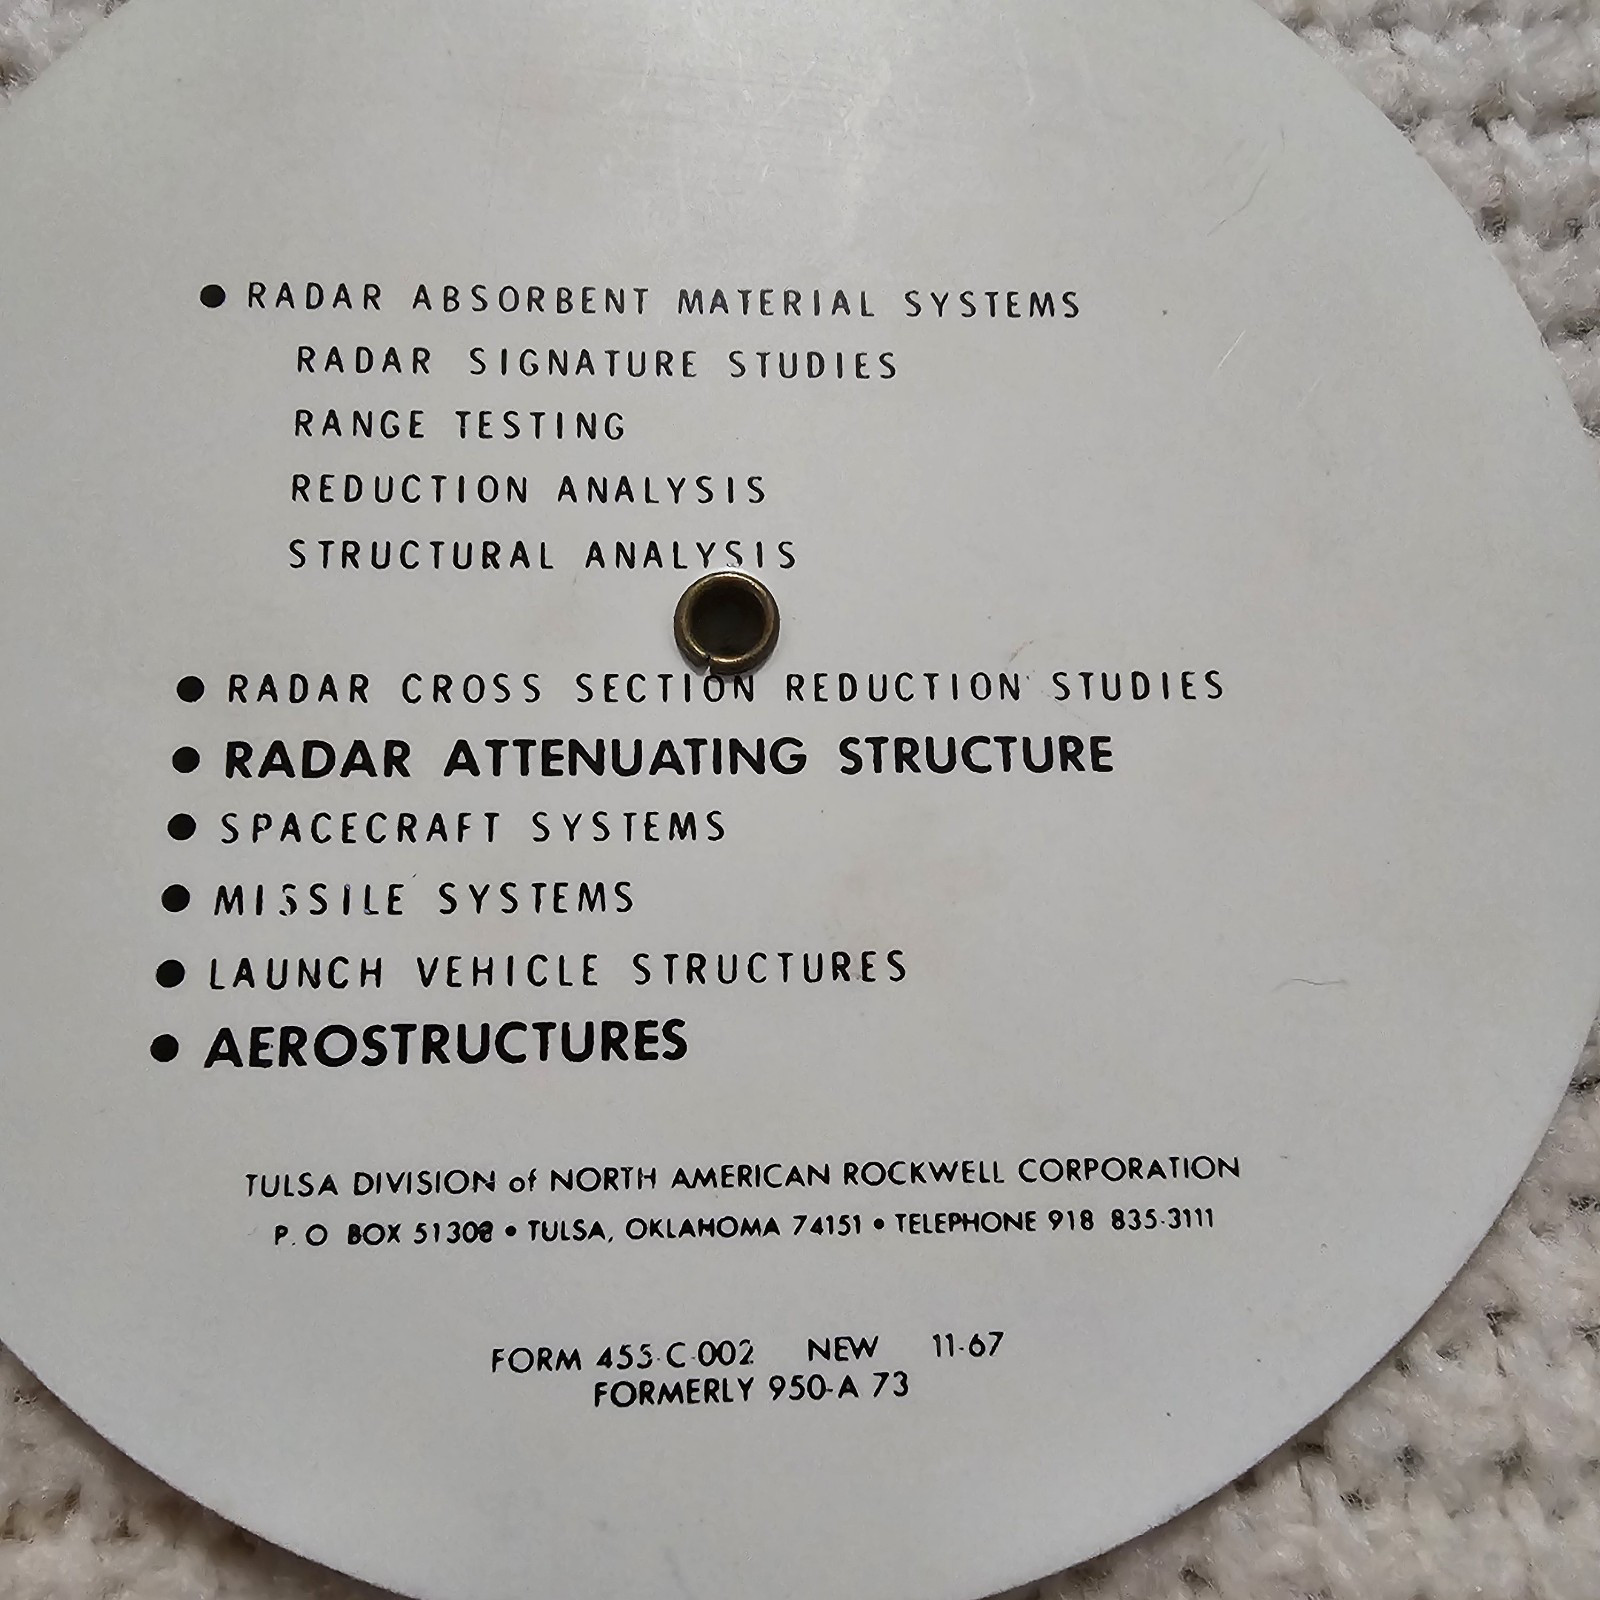 ● RADAR ABSORBENT MATERIAL SYSTEMS
RADAR SIGNATURE STUDIES
RANGE TESTING
REDUCTION ANALYSIS
STRUCTURAL ANALYSIS
● RADAR CROSS SECTION REDUCTION STUDIES
● RADAR ATTENUATING STRUCTURE
● SPACECRAFT SYSTEMS
● MISSILE SYSTEMS
● LAUNCH VEHICLE STRUCTURES
● AEROSTRUCTURES
TULSA DIVISION of NORTH AMERICAN ROCKWELL CORPORATION
P. O BOX 51308 • TULSA, OKLAHOMA 74151 • TELEPHONE 918 835-3111
FORM 455-C-002 NEW 11-67
FORMERLY 950-A 73